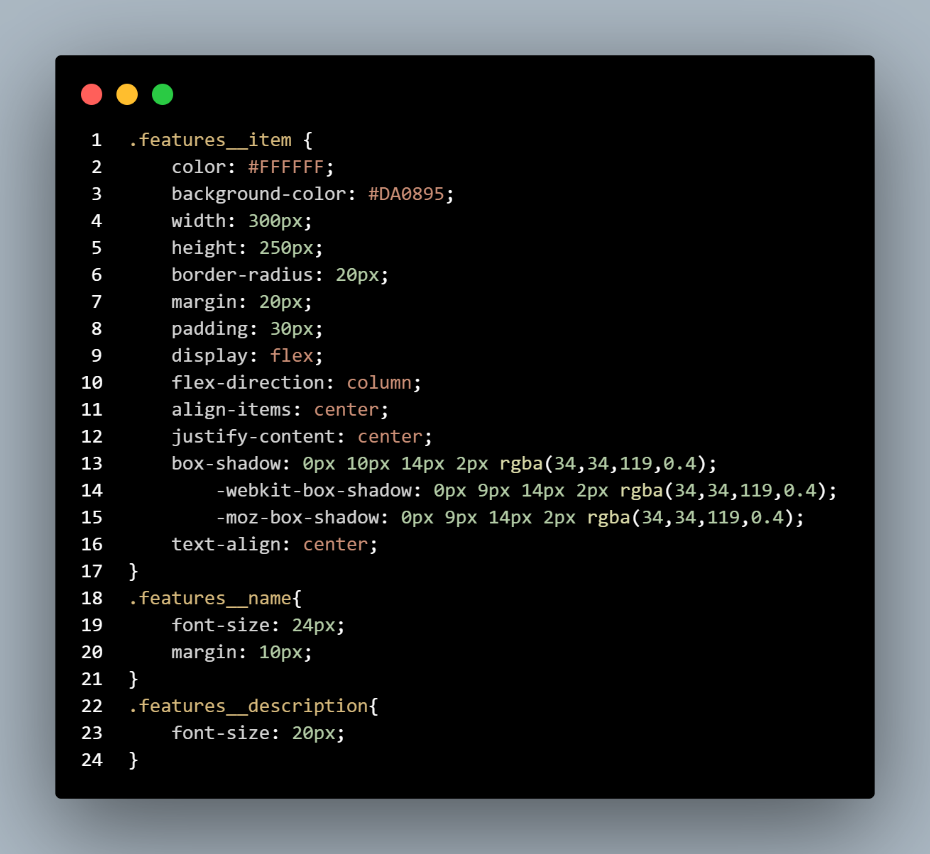 1 .features__item {
2     color: #FFFFFF;
3     background-color: #DA0895;
4     width: 300px;
5     height: 250px;
6     border-radius: 20px;
7     margin: 20px;
8     padding: 30px;
9     display: flex;
10     flex-direction: column;
11     align-items: center;
12     justify-content: center;
13     box-shadow: 0px 10px 14px 2px rgba(34,34,119,0.4);
14         -webkit-box-shadow: 0px 9px 14px 2px rgba(34,34,119,0.4);
15         -moz-box-shadow: 0px 9px 14px 2px rgba(34,34,119,0.4);
16     text-align: center;
17 }
18 .features__name{
19     font-size: 24px;
20     margin: 10px;
21 }
22 .features__description{
23     font-size: 20px;
24 }